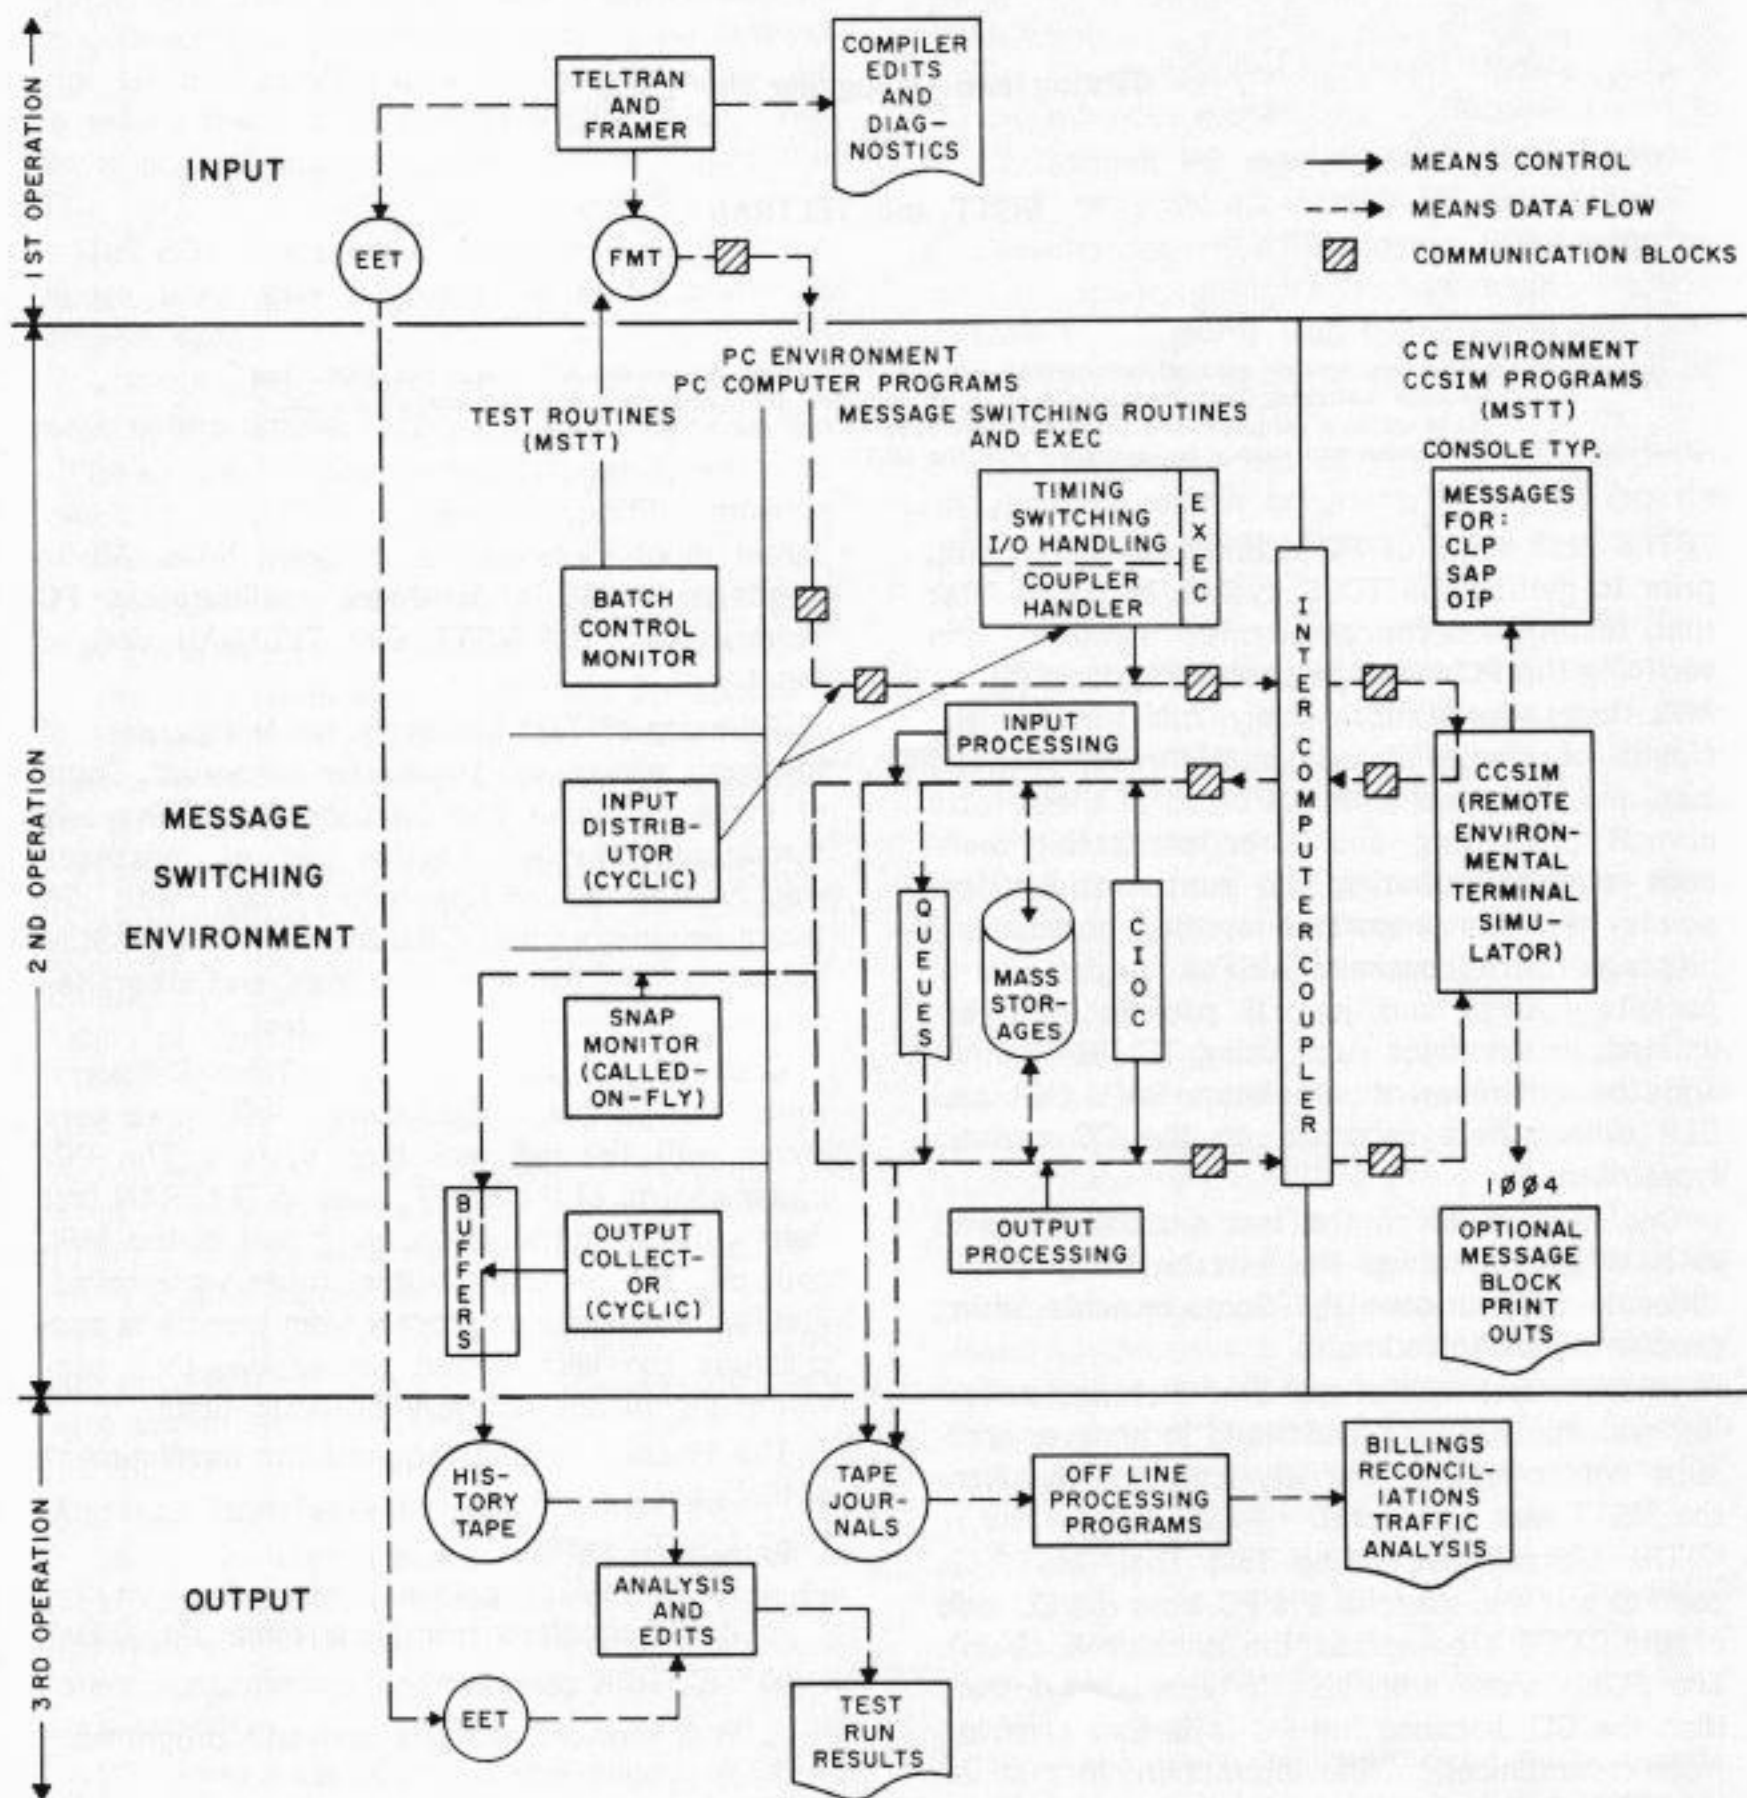 1ST OPERATION
INPUT
TELTRAN
AND
FRAMER
COMPILER
EDITS
AND
DIAG-
NOSTICS
EET
FMT
MEANS CONTROL
MEANS DATA FLOW
COMMUNICATION BLOCKS
2ND OPERATION
MESSAGE
SWITCHING
ENVIRONMENT
TEST ROUTINES
(MSTT)
PC ENVIRONMENT
PC COMPUTER PROGRAMS
MESSAGE SWITCHING ROUTINES
AND EXEC
CC ENVIRONMENT
CCSIM PROGRAMS
(MSTT)
CONSOLE TYP.
MESSAGES
FOR:
CLP
SAP
OIP
TIMING
SWITCHING
I/O HANDLING
COUPLER
HANDLER
EXEC
BATCH
CONTROL
MONITOR
INTERCOMPUTER COUPLER
INPUT
PROCESSING
INPUT
DISTRIB-
UTOR
(CYCLIC)
CCSIM
(REMOTE
ENVIRON-
MENTAL
TERMINAL
SIMU-
LATOR)
QUEUES
MASS
STOR-
AGES
CIOC
SNAP
MONITOR
(CALLED-
ON-FLY)
BUFFERS
OUTPUT
COLLECT-
OR
(CYCLIC)
OUTPUT
PROCESSING
1004
OPTIONAL
MESSAGE
BLOCK
PRINT
OUTS
3RD OPERATION
OUTPUT
HIS-
TORY
TAPE
TAPE
JOUR-
NALS
OFF LINE
PROCESSING
PROGRAMS
BILLINGS
RECONCIL-
IATIONS
TRAFFIC
ANALYSIS
ANALYSIS
AND
EDITS
EET
TEST
RUN
RESULTS